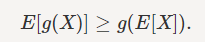 E[g(X)] ≥ g(E[X]).